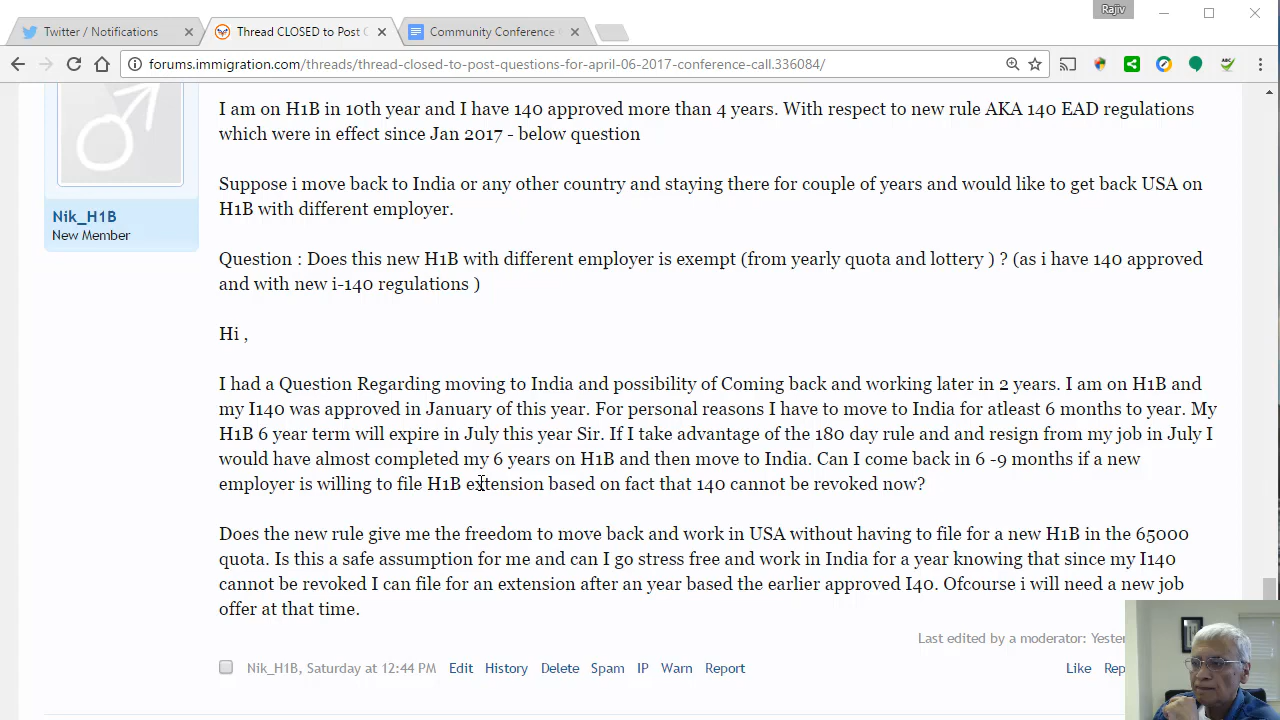 Rajiv
Twitter / Notifications
Thread CLOSED to Post
Community Conference
forums.immigration.com/threads/thread-closed-to-post-questions-for-april-06-2017-conference-call.336084/
I am on H1B in 10th year and I have 140 approved more than 4 years. With respect to new rule AKA 140 EAD regulations
which were in effect since Jan 2017 - below question
Suppose i move back to India or any other country and staying there for couple of years and would like to get back USA on
H1B with different employer.
Nik_H1B
New Member
Question : Does this new H1B with different employer is exempt (from yearly quota and lottery ) ? (as i have 140 approved
and with new i-140 regulations )
Hi ,
I had a Question Regarding moving to India and possibility of Coming back and working later in 2 years. I am on H1B and
my I140 was approved in January of this year. For personal reasons I have to move to India for atleast 6 months to year. My
H1B 6 year term will expire in July this year Sir. If I take advantage of the 180 day rule and and resign from my job in July I
would have almost completed my 6 years on H1B and then move to India. Can I come back in 6 -9 months if a new
employer is willing to file H1B extension based on fact that 140 cannot be revoked now?
Does the new rule give me the freedom to move back and work in USA without having to file for a new H1B in the 65000
quota. Is this a safe assumption for me and can I go stress free and work in India for a year knowing that since my I140
cannot be revoked I can file for an extension after an year based the earlier approved I40. Ofcourse i will need a new job
offer at that time.
Last edited by a moderator:
Nik_H1B, Saturday at 12:44 PM Edit History Delete Spam IP Warn Report Like